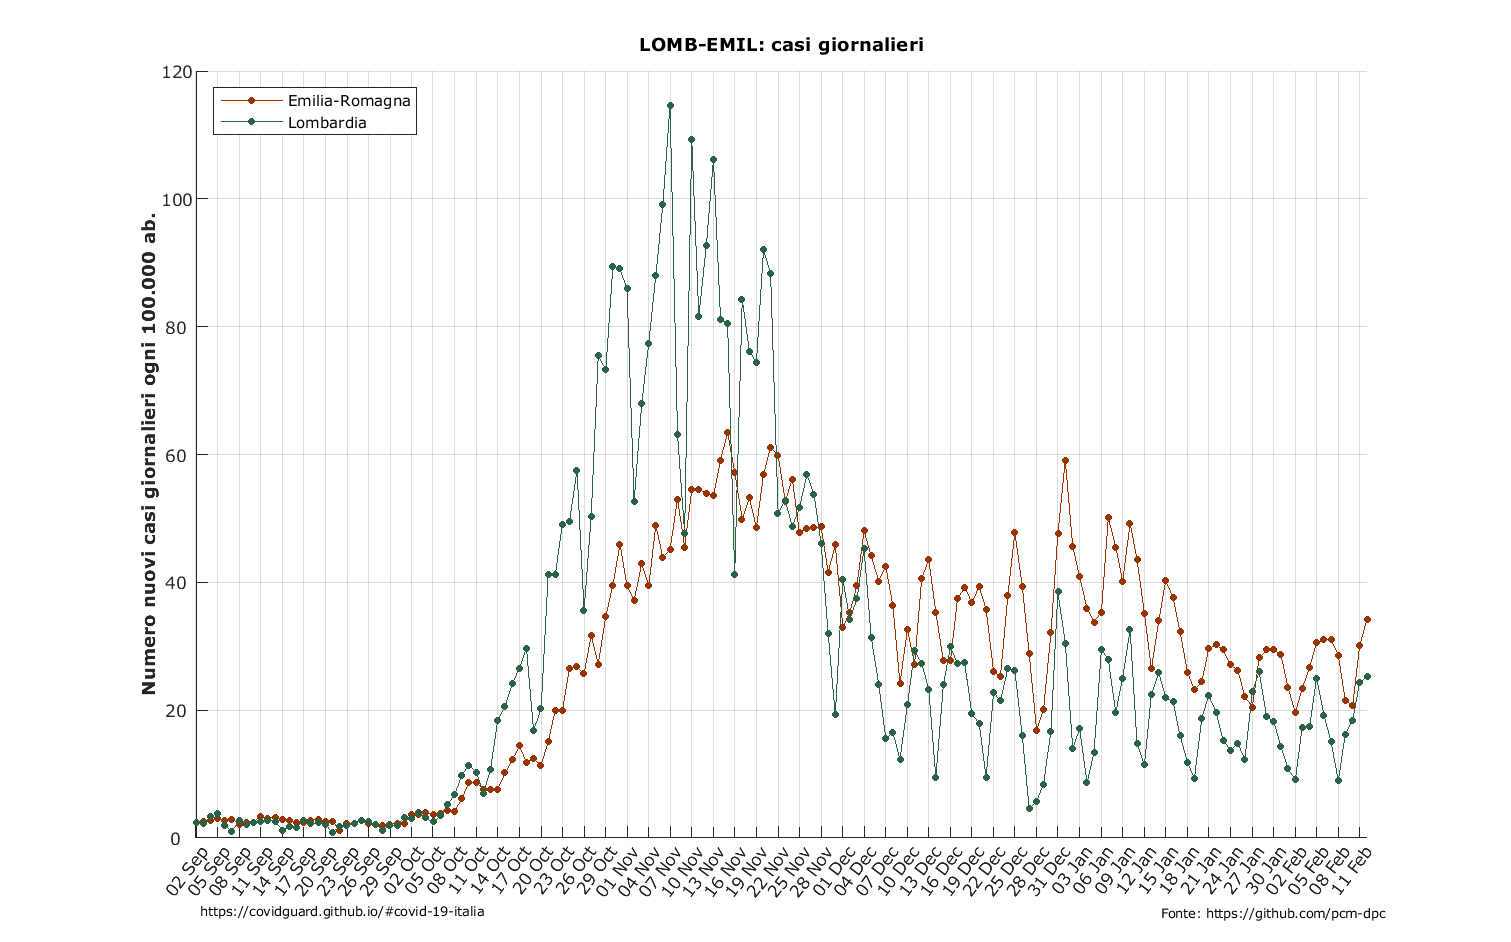 LOMB-EMIL: casi giornalieri
Emilia-Romagna
Lombardia
Numero nuovi casi giornalieri ogni 100.000 ab.
120
100
80
60
40
20
0
02 Sep
05 Sep
08 Sep
11 Sep
14 Sep
17 Sep
20 Sep
23 Sep
26 Sep
29 Sep
02 Oct
05 Oct
08 Oct
11 Oct
14 Oct
17 Oct
20 Oct
23 Oct
26 Oct
29 Oct
01 Nov
04 Nov
07 Nov
10 Nov
13 Nov
16 Nov
19 Nov
22 Nov
25 Nov
28 Nov
01 Dec
04 Dec
07 Dec
10 Dec
13 Dec
16 Dec
19 Dec
22 Dec
25 Dec
28 Dec
31 Dec
03 Jan
06 Jan
09 Jan
12 Jan
15 Jan
18 Jan
21 Jan
24 Jan
27 Jan
30 Jan
02 Feb
05 Feb
08 Feb
11 Feb
https://covidguard.github.io/#covid-19-italia
Fonte: https://github.com/pcm-dpc